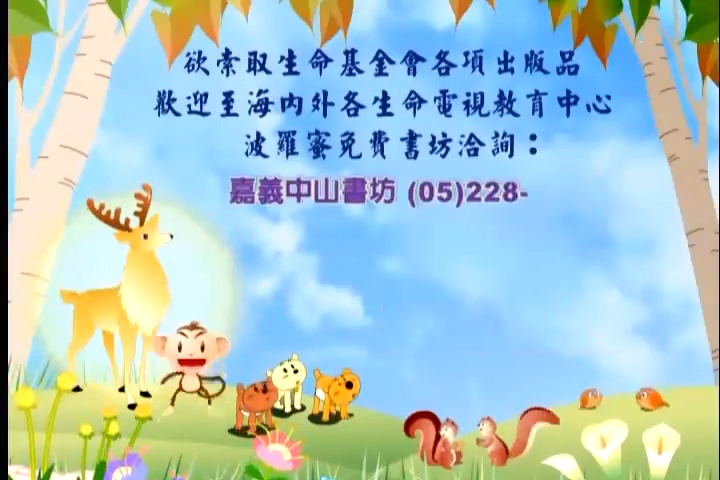 欲索取生命基金會各項出版品
歡迎至海內外各生命電視教育中心
波羅蜜免費書坊洽詢：
嘉義中山書坊 (05)228-